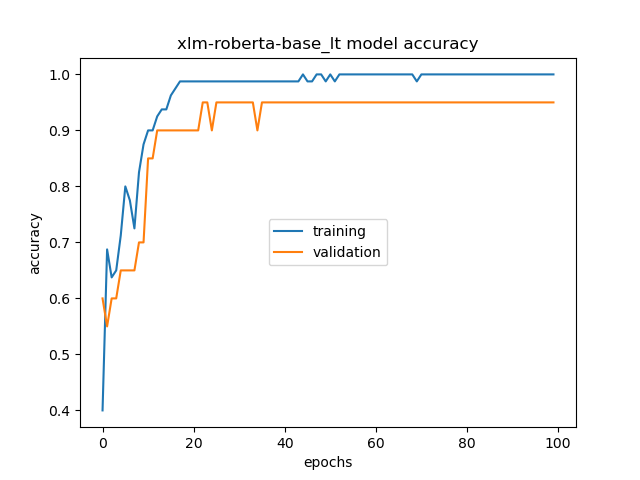 xlm-roberta-base_lt model accuracy
1.0
0.9
0.8
0.7
0.6
0.5
0.4
accuracy
training
validation
0 20 40 60 80 100
epochs